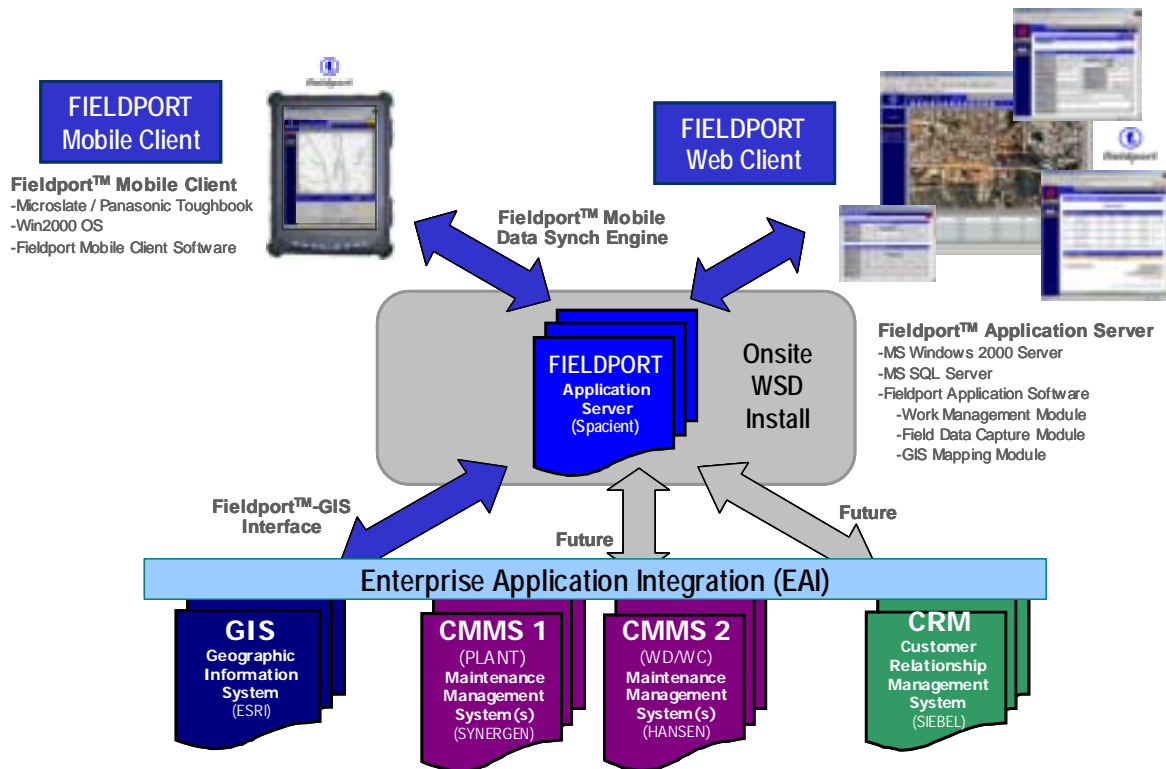 fieldport
FIELDPORT
Mobile Client
FIELDPORT
Web Client
fieldport
Fieldport™ Mobile Client
-Microslate / Panasonic Toughbook
-Win2000 OS
-Fieldport Mobile Client Software
Fieldport™ Mobile
Data Synch Engine
FIELDPORT
Application
Server
(Spacient)
Onsite
WSD
Install
Fieldport™ Application Server
-MS Windows 2000 Server
-MS SQL Server
-Fieldport Application Software
-Work Management Module
-Field Data Capture Module
-GIS Mapping Module
Fieldport™-GIS
Interface
Future
Future
Enterprise Application Integration (EAI)
GIS
Geographic
Information
System
(ESRI)
CMMS 1
(PLANT)
Maintenance
Management
System(s)
(SYNERGEN)
CMMS 2
(WD/WC)
Maintenance
Management
System(s)
(HANSEN)
CRM
Customer
Relationship
Management
System
(SIEBEL)